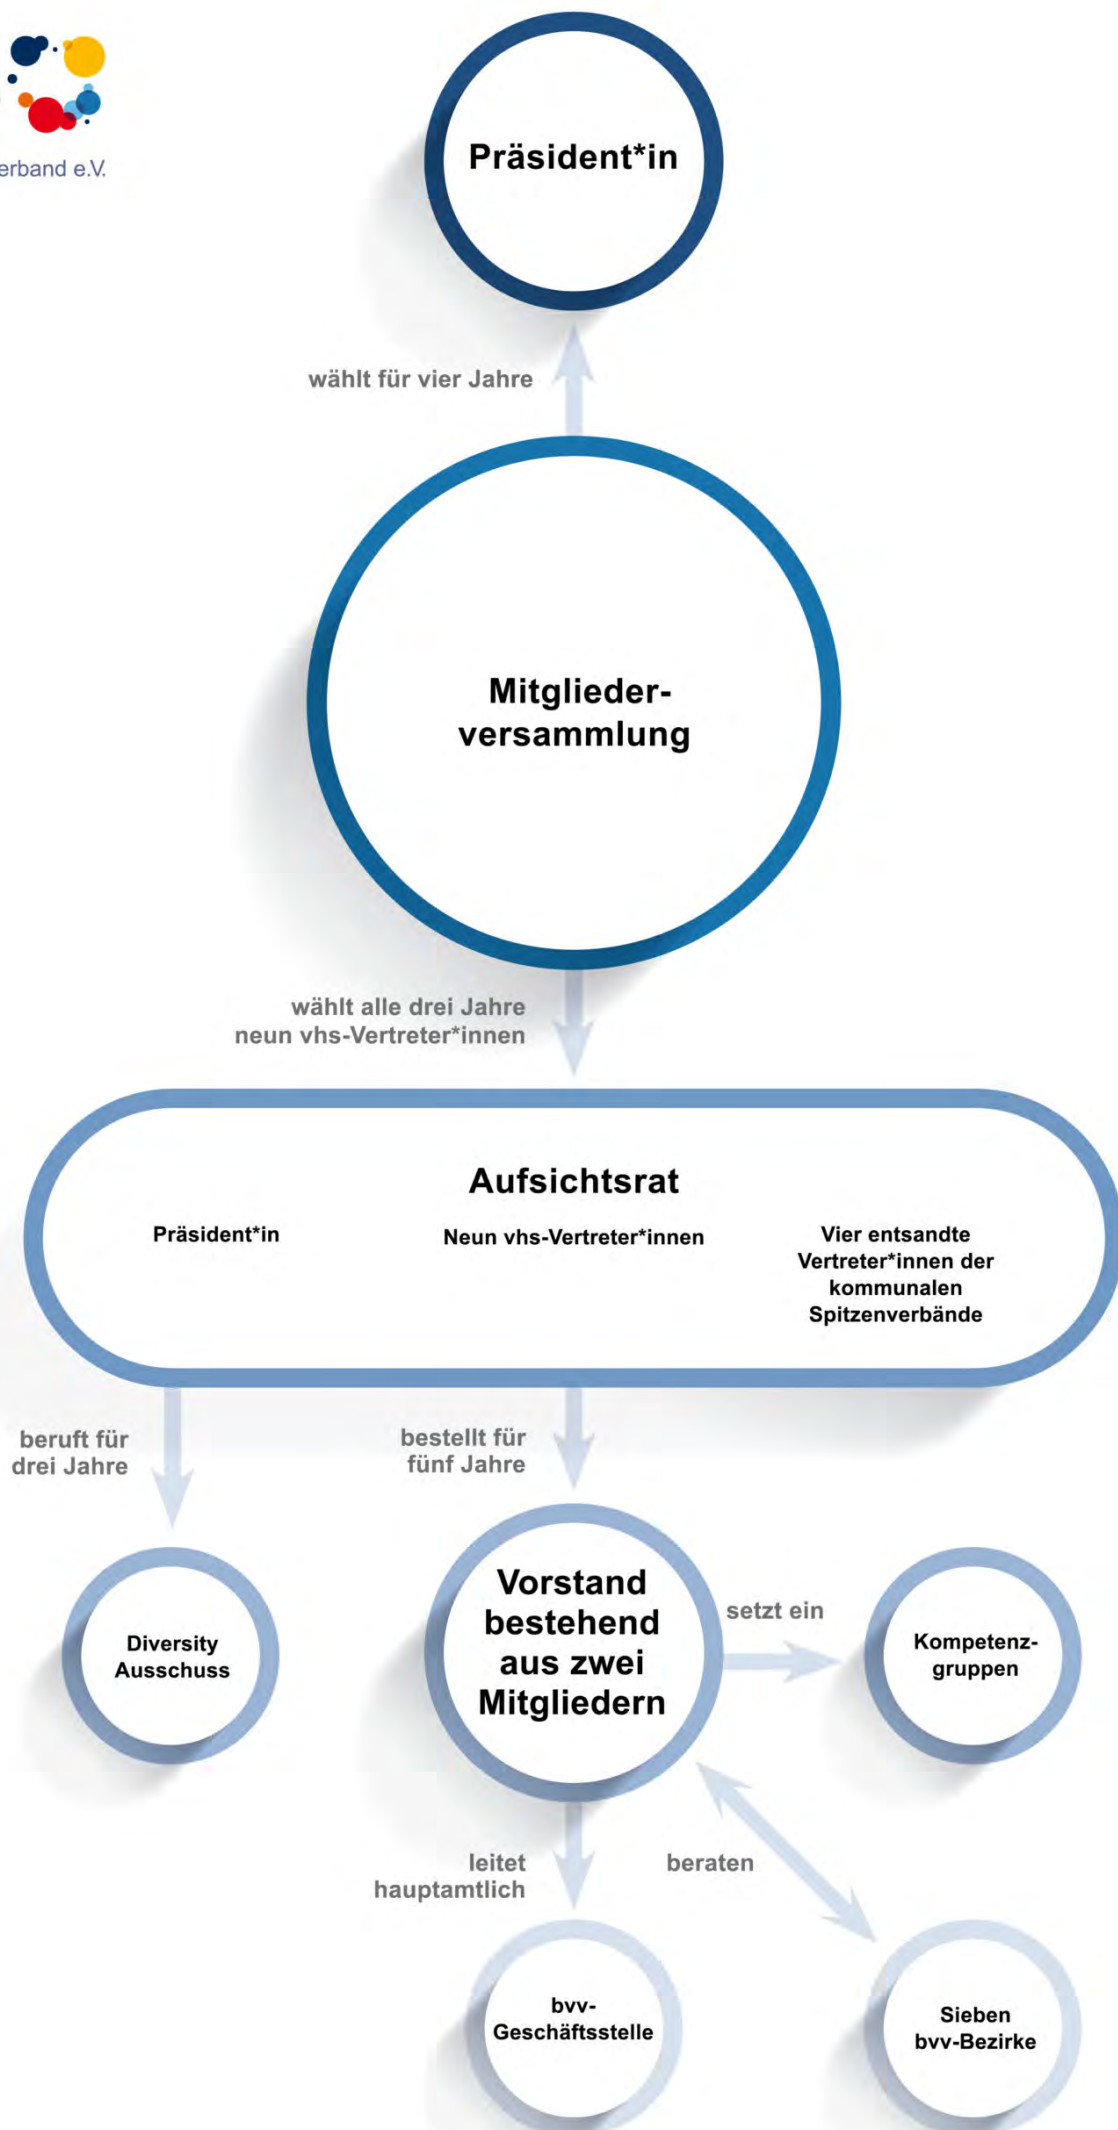 erband e.V.
Präsident*in
wählt für vier Jahre
Mitglieder-
versammlung
wählt alle drei Jahre
neun vhs-Vertreter*innen
Aufsichtsrat
Präsident*in
Neun vhs-Vertreter*innen
Vier entsandte
Vertreter*innen der
kommunalen
Spitzenverbände
beruft für
drei Jahre
bestellt für
fünf Jahre
Diversity
Ausschuss
Vorstand
bestehend
aus zwei
Mitgliedern
setzt ein
Kompetenz-
gruppen
leitet
hauptamtlich
beraten
bvv-
Geschäftsstelle
Sieben
bvv-Bezirke